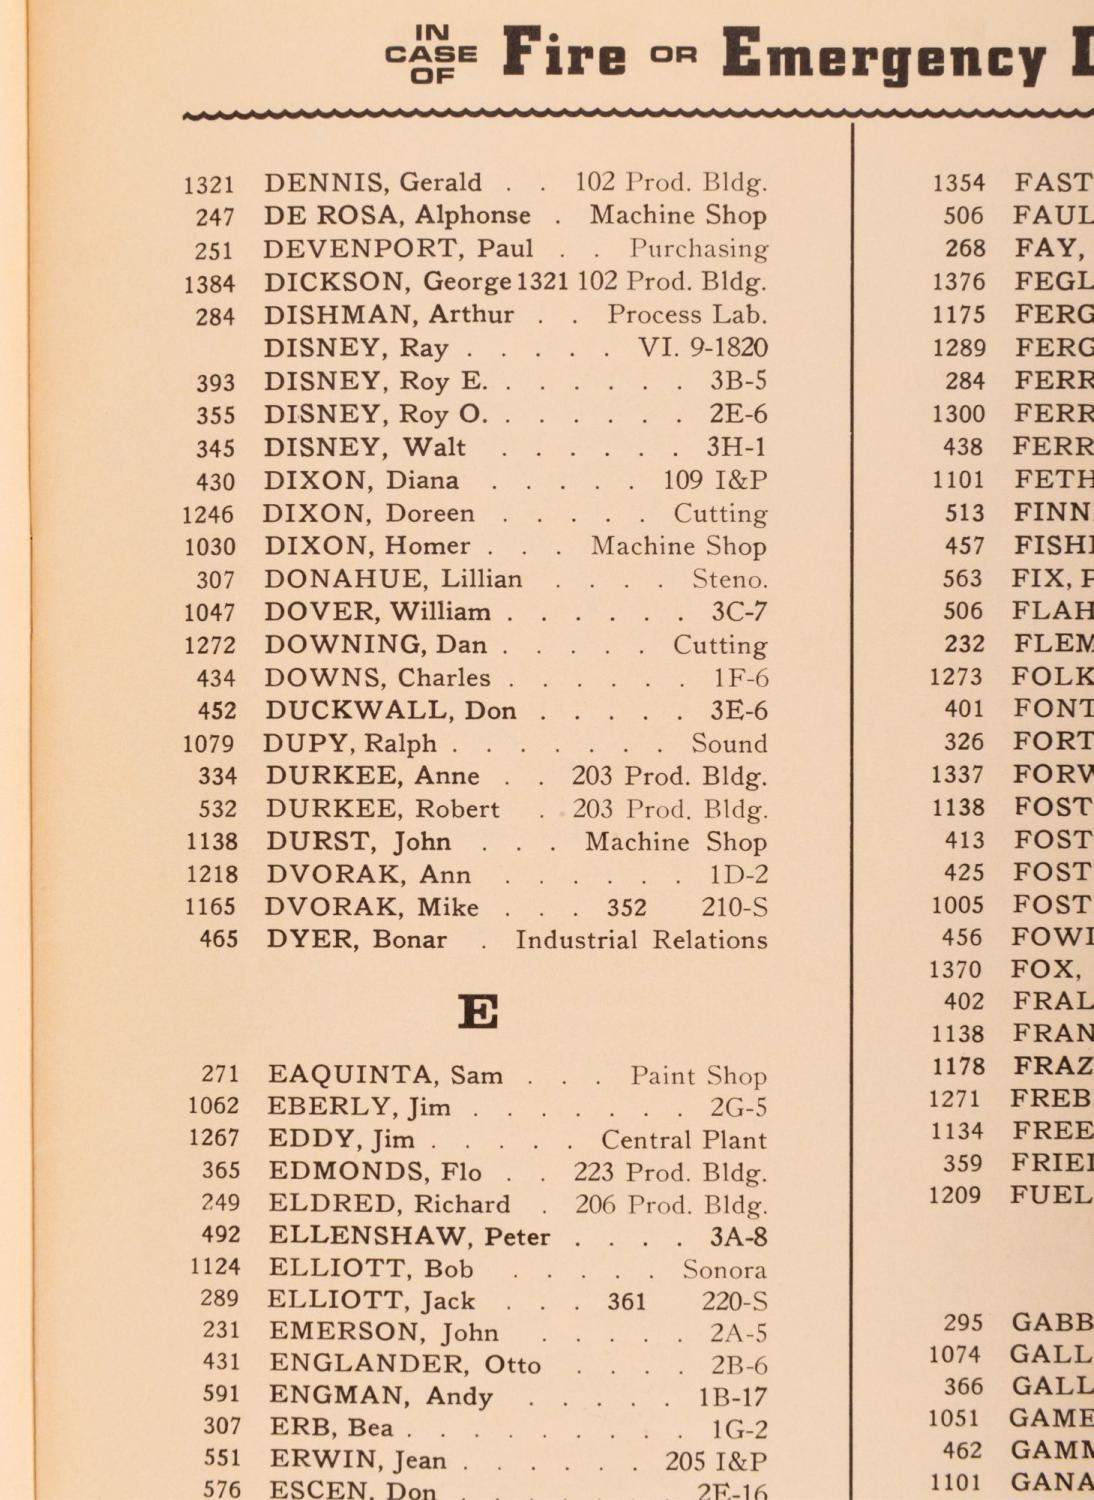 IN CASE OF Fire OR Emergency
1321 DENNIS, Gerald . . 102 Prod. Bldg.
247 DE ROSA, Alphonse . Machine Shop
251 DEVENPORT, Paul . . Purchasing
1384 DICKSON, George 1321 102 Prod. Bldg.
284 DISHMAN, Arthur . . Process Lab.
DISNEY, Ray . . . . . VI. 9-1820
393 DISNEY, Roy E. . . . . . . 3B-5
355 DISNEY, Roy O. . . . . . . 2E-6
345 DISNEY, Walt . . . . . . 3H-1
430 DIXON, Diana . . . . . 109 I&P
1246 DIXON, Doreen . . . . . Cutting
1030 DIXON, Homer . . . Machine Shop
307 DONAHUE, Lillian . . . . Steno.
1047 DOVER, William . . . . . . 3C-7
1272 DOWNING, Dan . . . . . Cutting
434 DOWNS, Charles . . . . . . 1F-6
452 DUCKWALL, Don . . . . . 3E-6
1079 DUPY, Ralph . . . . . . . Sound
334 DURKEE, Anne . . 203 Prod. Bldg.
532 DURKEE, Robert . . 203 Prod. Bldg.
1138 DURST, John . . . Machine Shop
1218 DVORAK, Ann . . . . . . 1D-2
1165 DVORAK, Mike . . . 352 210-S
465 DYER, Bonar . Industrial Relations
E
271 EAQUINTA, Sam . . . Paint Shop
1062 EBERLY, Jim . . . . . . . 2G-5
1267 EDDY, Jim . . . . . Central Plant
365 EDMONDS, Flo . . 223 Prod. Bldg.
249 ELDRED, Richard . 206 Prod. Bldg.
492 ELLENSHAW, Peter . . . . 3A-8
1124 ELLIOTT, Bob . . . . . Sonora
289 ELLIOTT, Jack . . . 361 220-S
231 EMERSON, John . . . . . 2A-5
431 ENGLANDER, Otto . . . . 2B-6
591 ENGMAN, Andy . . . . . 1B-17
307 ERB, Bea . . . . . . . . . 1G-2
551 ERWIN, Jean . . . . . . 205 I&P
576 ESCEN, Don . . . . . . 2E-16
1354 FAST
506 FAUL
268 FAY,
1376 FEGL
1175 FERG
1289 FERG
284 FERR
1300 FERR
438 FERR
1101 FETH
513 FINN
457 FISH
563 FIX, P
506 FLAH
232 FLEM
1273 FOLK
401 FONT
326 FORT
1337 FORW
1138 FOST
413 FOST
425 FOST
1005 FOST
456 FOWL
1370 FOX,
402 FRAL
1138 FRAN
1178 FRAZ
1271 FREB
1134 FREE
359 FRIE
1209 FUEL
295 GABB
1074 GALL
366 GALL
1051 GAME
462 GAMM
1101 GANA